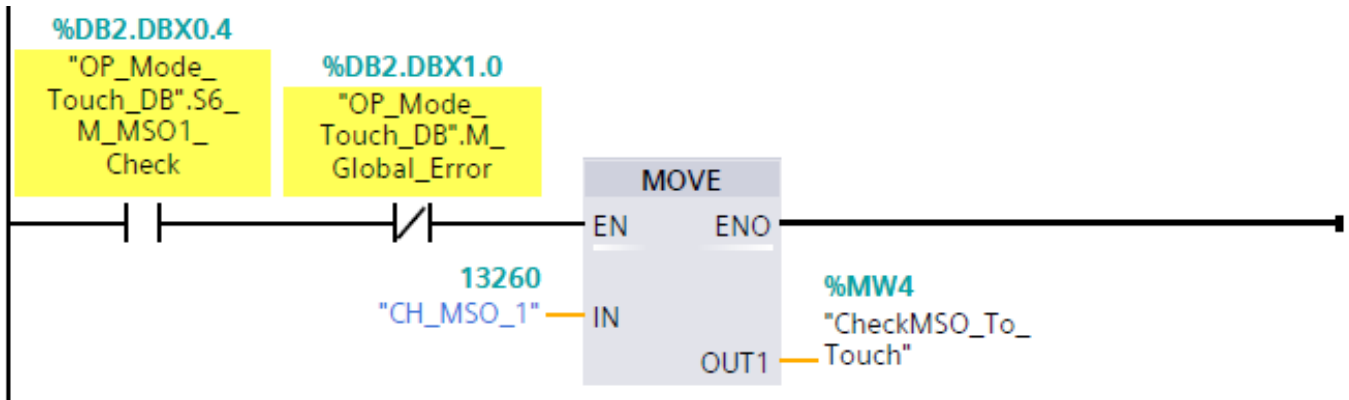 %DB2.DBX0.4
"OP_Mode_
Touch_DB".S6_
M_MSO1_
Check
%DB2.DBX1.0
"OP_Mode_
Touch_DB".M_
Global_Error
MOVE
EN ENO
13260
"CH_MSO_1"
IN
%MW4
"CheckMSO_To_
Touch"
OUT1